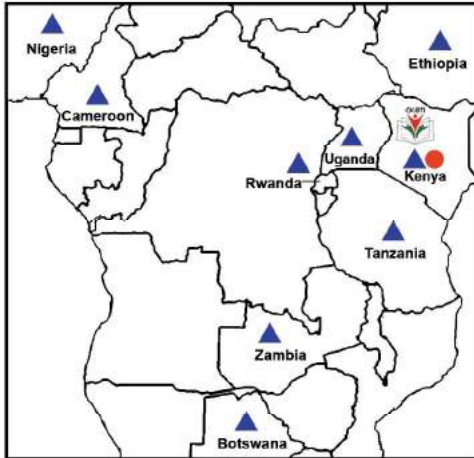 Nigeria
Ethiopia
Cameroon
Uganda
Rwanda
Kenya
Tanzania
Zambia
Botswana